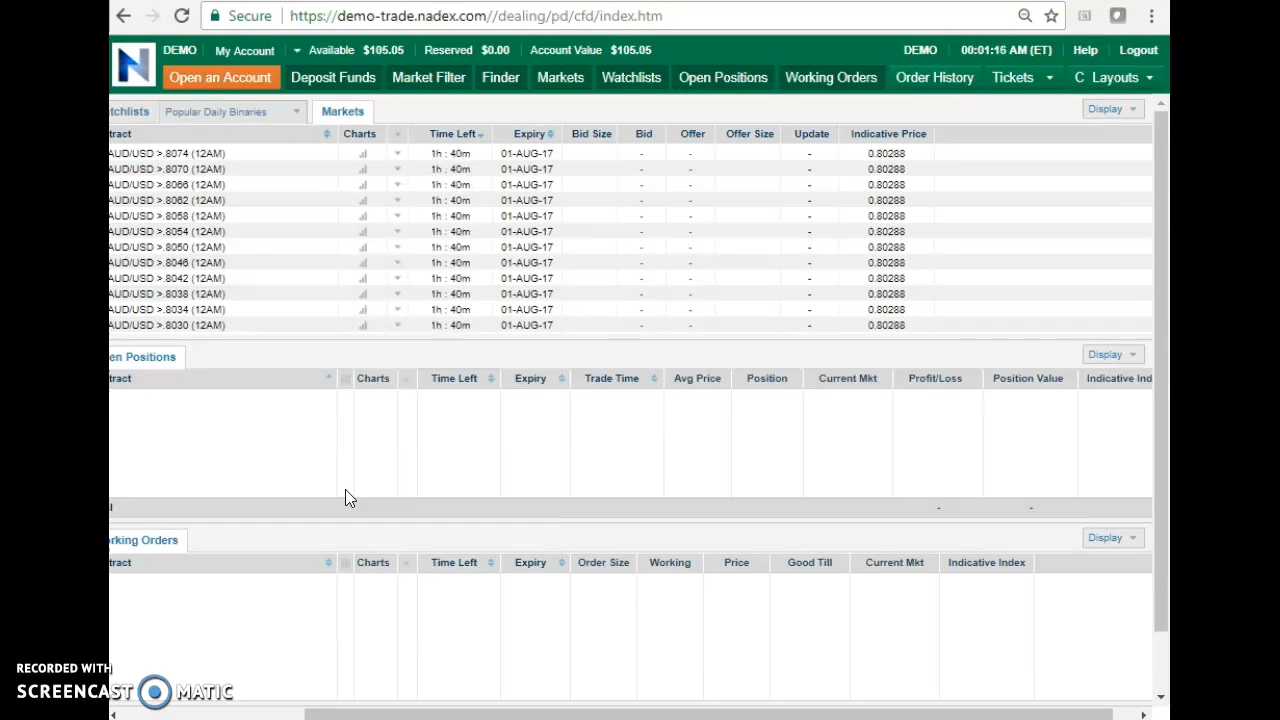 Secure https://demo-trade.nadex.com//dealing/pd/cfd/index.htm
DEMO My Account Available $105.05 Reserved $0.00 Account Value $105.05 DEMO 00:01:16 AM (ET) Help Logout
N Open an Account Deposit Funds Market Filter Finder Markets Watchlists Open Positions Working Orders Order History Tickets C Layouts
tchlists Popular Daily Binaries Markets Display
tract Charts Time Left Expiry Bid Size Bid Offer Offer Size Update Indicative Price
AUD/USD >.8074 (12AM) 1h : 40m 01-AUG-17 - - - 0.80288
AUD/USD >.8070 (12AM) 1h : 40m 01-AUG-17 - - - 0.80288
AUD/USD >.8066 (12AM) 1h : 40m 01-AUG-17 - - - 0.80288
AUD/USD >.8062 (12AM) 1h : 40m 01-AUG-17 - - - 0.80288
AUD/USD >.8058 (12AM) 1h : 40m 01-AUG-17 - - - 0.80288
AUD/USD >.8054 (12AM) 1h : 40m 01-AUG-17 - - - 0.80288
AUD/USD >.8050 (12AM) 1h : 40m 01-AUG-17 - - - 0.80288
AUD/USD >.8046 (12AM) 1h : 40m 01-AUG-17 - - - 0.80288
AUD/USD >.8042 (12AM) 1h : 40m 01-AUG-17 - - - 0.80288
AUD/USD >.8038 (12AM) 1h : 40m 01-AUG-17 - - - 0.80288
AUD/USD >.8034 (12AM) 1h : 40m 01-AUG-17 - - - 0.80288
AUD/USD >.8030 (12AM) 1h : 40m 01-AUG-17 - - - 0.80288
en Positions Display
tract Charts Time Left Expiry Trade Time Avg Price Position Current Mkt Profit/Loss Position Value Indicative Ind
l - -
rking Orders Display
tract Charts Time Left Expiry Order Size Working Price Good Till Current Mkt Indicative Index
RECORDED WITH
SCREENCAST MATIC